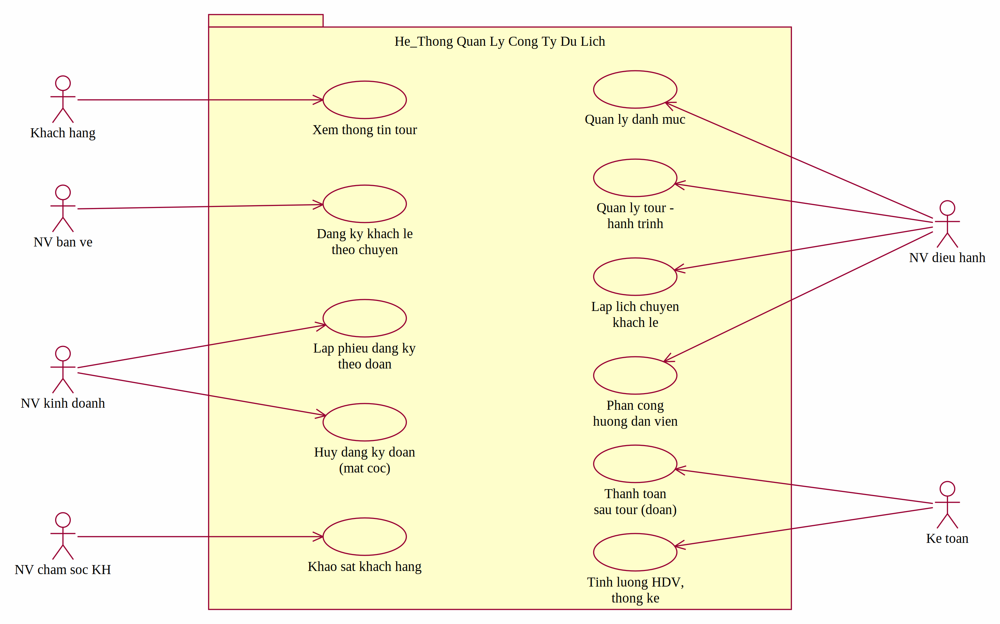 He_Thong Quan Ly Cong Ty Du Lich
Khach hang
NV ban ve
NV kinh doanh
NV cham soc KH
Xem thong tin tour
Dang ky khach le
theo chuyen
Lap phieu dang ky
theo doan
Huy dang ky doan
(mat coc)
Khao sat khach hang
Quan ly danh muc
Quan ly tour -
hanh trinh
Lap lich chuyen
khach le
Phan cong
huong dan vien
Thanh toan
sau tour (doan)
Tinh luong HDV,
thong ke
NV dieu hanh
Ke toan